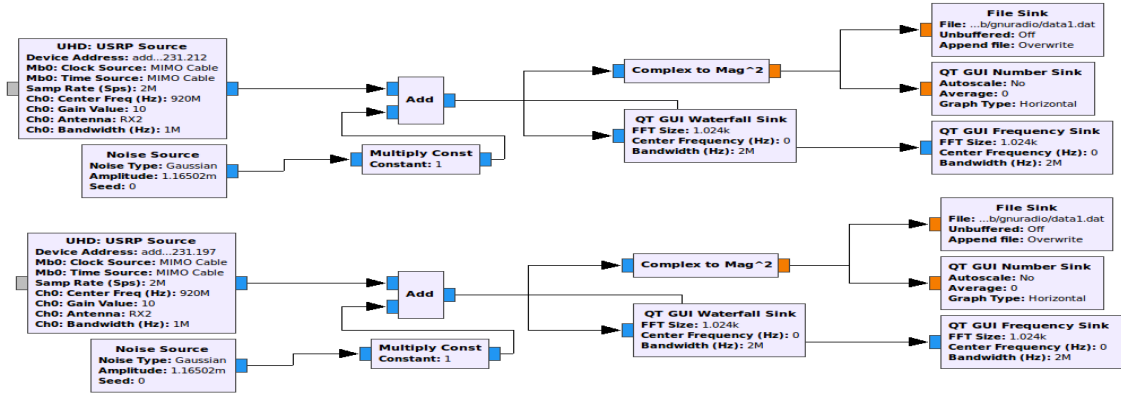 UHD: USRP Source
Device Address: add...231.212
Mb0: Clock Source: MIMO Cable
Mb0: Time Source: MIMO Cable
Samp Rate (Sps): 2M
Ch0: Center Freq (Hz): 920M
Ch0: Gain Value: 10
Ch0: Antenna: RX2
Ch0: Bandwidth (Hz): 1M
Noise Source
Noise Type: Gaussian
Amplitude: 1.16502m
Seed: 0
Add
Multiply Const
Constant: 1
Complex to Mag^2
QT GUI Waterfall Sink
FFT Size: 1.024k
Center Frequency (Hz): 0
Bandwidth (Hz): 2M
File Sink
File: ...b/gnuradio/data1.dat
Unbuffered: Off
Append file: Overwrite
QT GUI Number Sink
Autoscale: No
Average: 0
Graph Type: Horizontal
QT GUI Frequency Sink
FFT Size: 1.024k
Center Frequency (Hz): 0
Bandwidth (Hz): 2M
UHD: USRP Source
Device Address: add...231.197
Mb0: Clock Source: MIMO Cable
Mb0: Time Source: MIMO Cable
Samp Rate (Sps): 2M
Ch0: Center Freq (Hz): 920M
Ch0: Gain Value: 10
Ch0: Antenna: RX2
Ch0: Bandwidth (Hz): 1M
Noise Source
Noise Type: Gaussian
Amplitude: 1.16502m
Seed: 0
Add
Multiply Const
Constant: 1
Complex to Mag^2
QT GUI Waterfall Sink
FFT Size: 1.024k
Center Frequency (Hz): 0
Bandwidth (Hz): 2M
File Sink
File: ...b/gnuradio/data1.dat
Unbuffered: Off
Append file: Overwrite
QT GUI Number Sink
Autoscale: No
Average: 0
Graph Type: Horizontal
QT GUI Frequency Sink
FFT Size: 1.024k
Center Frequency (Hz): 0
Bandwidth (Hz): 2M